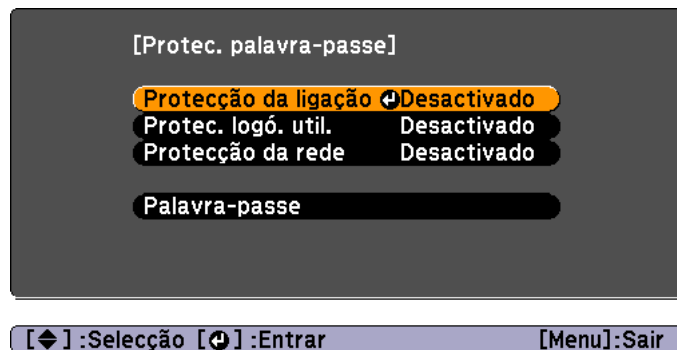 [Protec. palavra-passe]
Protecção da ligação Desactivado
Protec. logó. util. Desactivado
Protecção da rede Desactivado
Palavra-passe
[ ] :Selecção [ ] :Entrar [Menu]:Sair